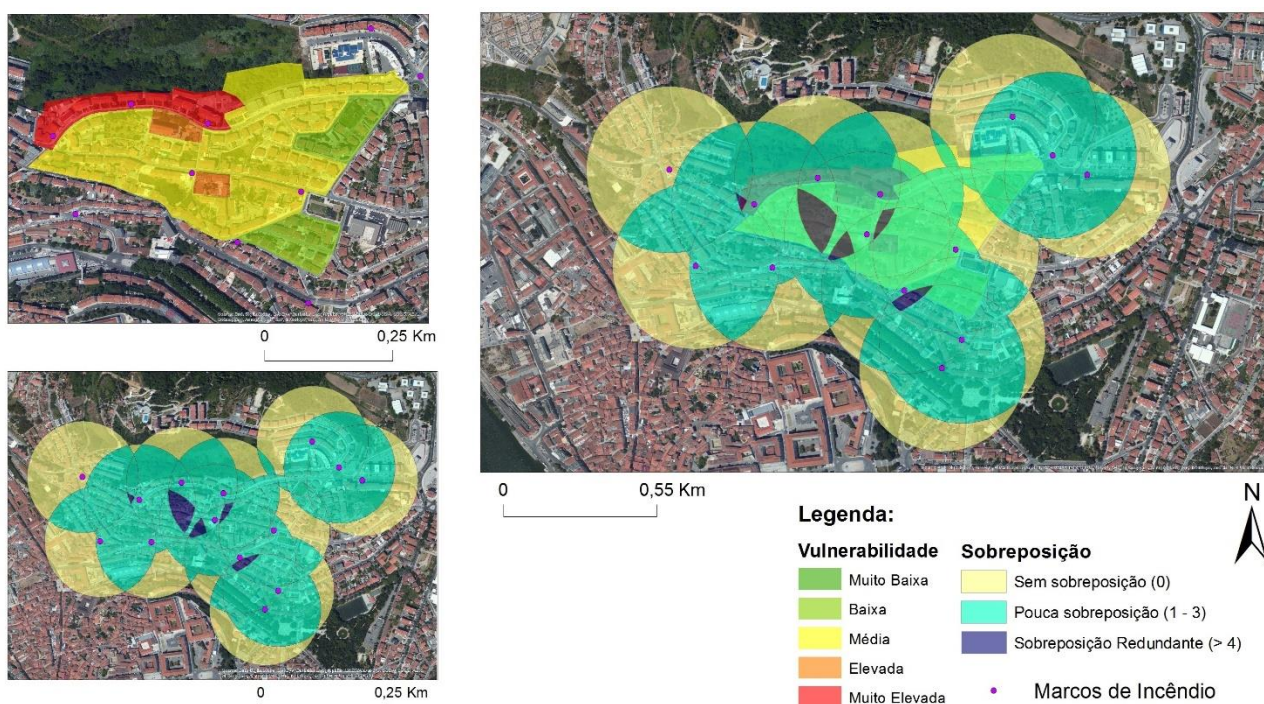 0
0,25 Km
0
0,25 Km
0
0,55 Km
N
Legenda:
Vulnerabilidade
Muito Baixa
Baixa
Média
Elevada
Muito Elevada
Sobreposição
Sem sobreposição (0)
Pouca sobreposição (1 - 3)
Sobreposição Redundante (> 4)
Marcos de Incêndio